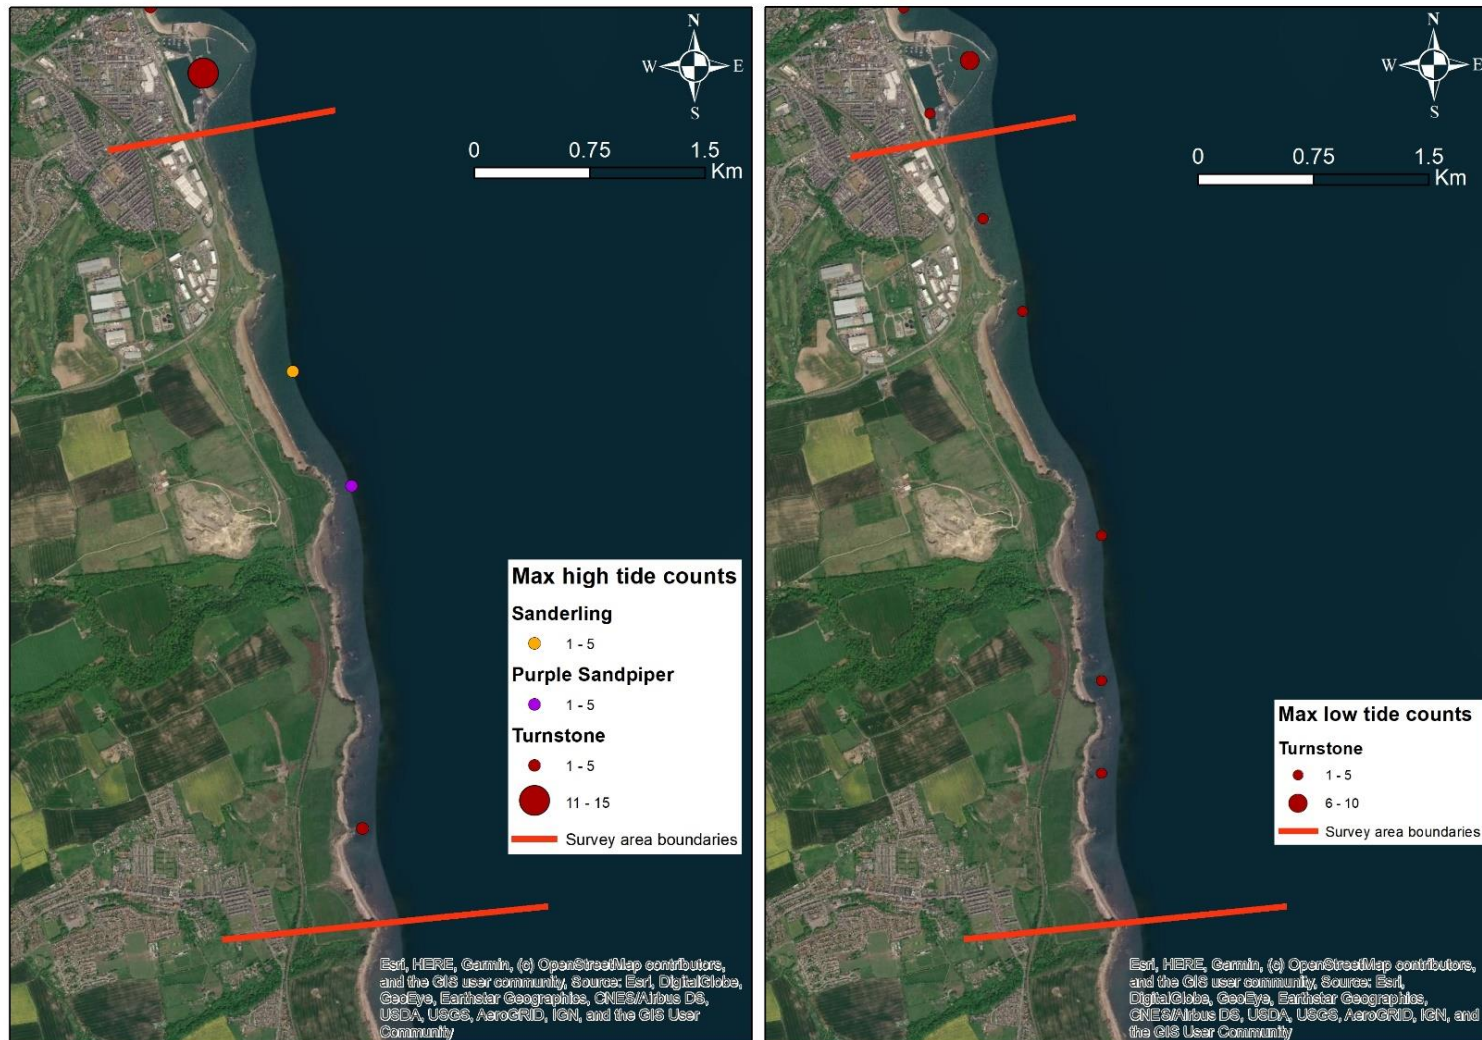 N
W E
S
0 0.75 1.5
Km
Max high tide counts
Sanderling
1 - 5
Purple Sandpiper
1 - 5
Turnstone
1 - 5
11 - 15
Survey area boundaries
Esri, HERE, Garmin, (c) OpenStreetMap contributors,
and the GIS user community, Source: Esri, DigitalGlobe,
GeoEye, Earthstar Geographics, CNES/Airbus DS,
USDA, USGS, AeroGRID, IGN, and the GIS User
Community
N
W E
S
0 0.75 1.5
Km
Max low tide counts
Turnstone
1 - 5
6 - 10
Survey area boundaries
Esri, HERE, Garmin, (c) OpenStreetMap contributors,
and the GIS user community, Source: Esri,
DigitalGlobe, GeoEye, Earthstar Geographics,
CNES/Airbus DS, USDA, USGS, AeroGRID, IGN, and
the GIS User Community